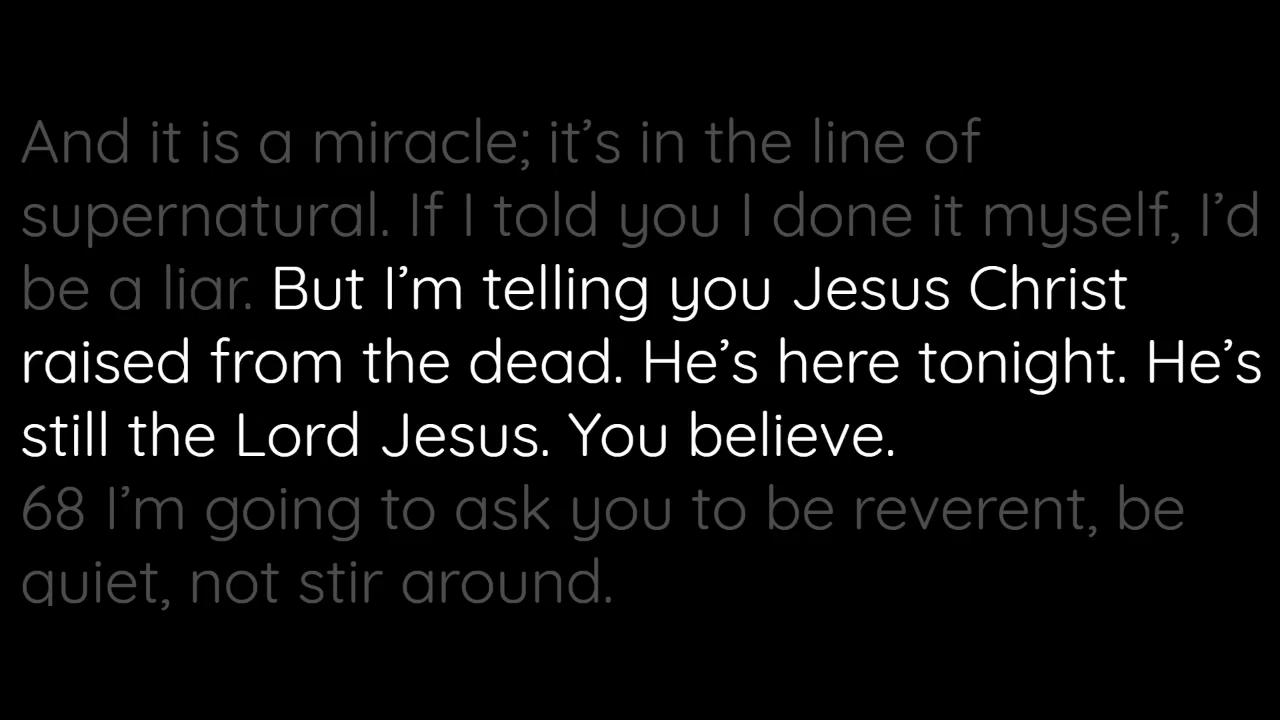 And it is a miracle; it’s in the line of
supernatural. If I told you I done it myself, I’d
be a liar. But I’m telling you Jesus Christ
raised from the dead. He’s here tonight. He’s
still the Lord Jesus. You believe.
68 I’m going to ask you to be reverent, be
quiet, not stir around.